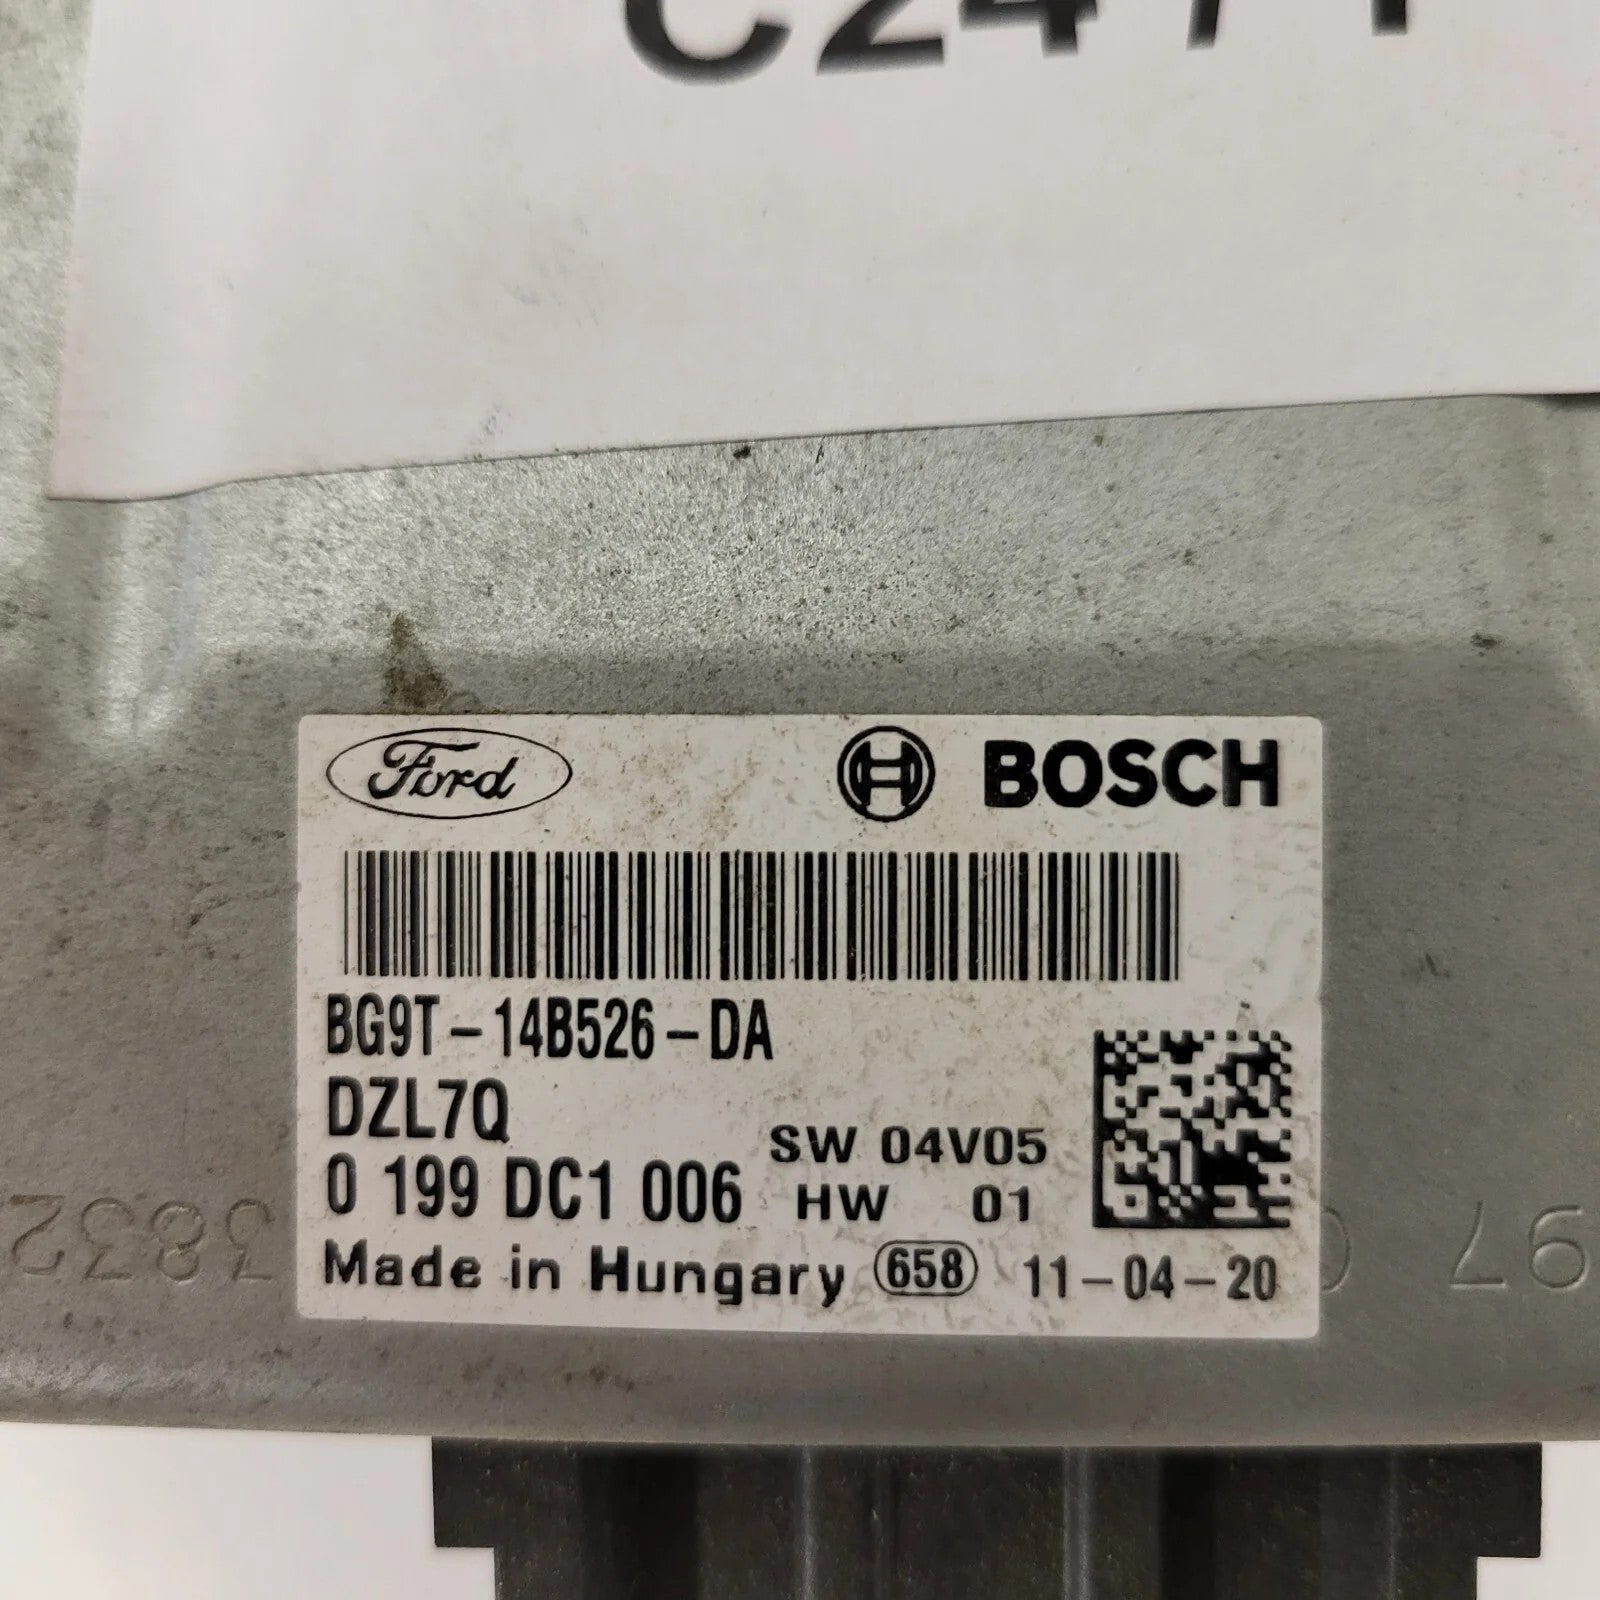 Ford BOSCH
BG9T-14B526-DA
DZL7Q
SW 04V05
0 199 DC1 006 HW 01
Made in Hungary 658 11-04-20